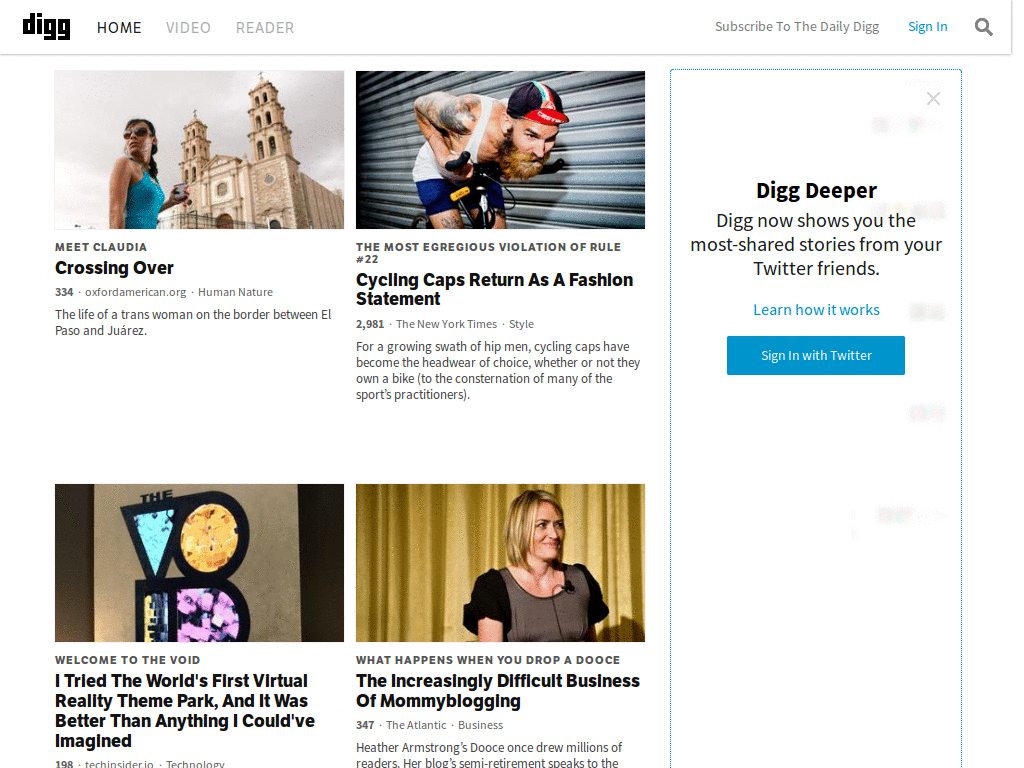 digg HOME VIDEO READER Subscribe To The Daily Digg Sign In
MEET CLAUDIA
Crossing Over
334 · oxfordamerican.org · Human Nature
The life of a trans woman on the border between El
Paso and Juárez.
THE MOST EGREGIOUS VIOLATION OF RULE
#22
Cycling Caps Return As A Fashion
Statement
2,981 · The New York Times · Style
For a growing swath of hip men, cycling caps have
become the headwear of choice, whether or not they
own a bike (to the consternation of many of the
sport's practitioners).
Digg Deeper
Digg now shows you the
most-shared stories from your
Twitter friends.
Learn how it works
Sign In with Twitter
THE
VO
D
WELCOME TO THE VOID
I Tried The World's First Virtual
Reality Theme Park, And It Was
Better Than Anything I Could've
Imagined
198 · techinsider.io · Technology
WHAT HAPPENS WHEN YOU DROP A DOOCE
The Increasingly Difficult Business
Of Mommyblogging
347 · The Atlantic · Business
Heather Armstrong's Dooce once drew millions of
readers. Her blog's semi-retirement speaks to the